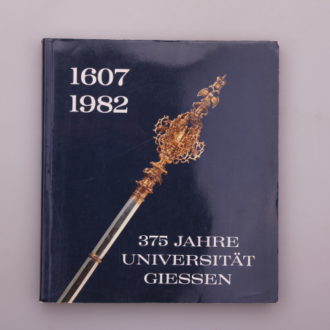 1607
1982
375 JAHRE
UNIVERSITÄT
GIESSEN